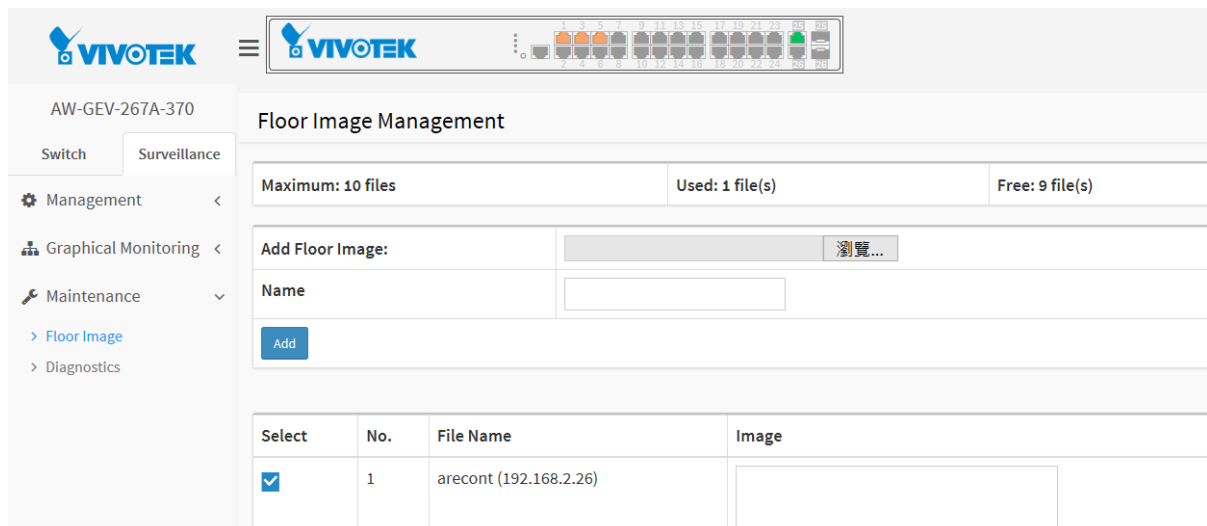 VIVOTEK
VIVOTEK
1 3 5 7 9 11 13 15 17 19 21 23 25 25
2 4 6 8 10 12 14 16 18 20 22 24 26 26
AW-GEV-267A-370
Switch Surveillance
Management
Graphical Monitoring
Maintenance
Floor Image
Diagnostics
Floor Image Management
Maximum: 10 files Used: 1 file(s) Free: 9 file(s)
Add Floor Image: 瀏覽...
Name
Add
Select No. File Name Image
1 arecont (192.168.2.26)